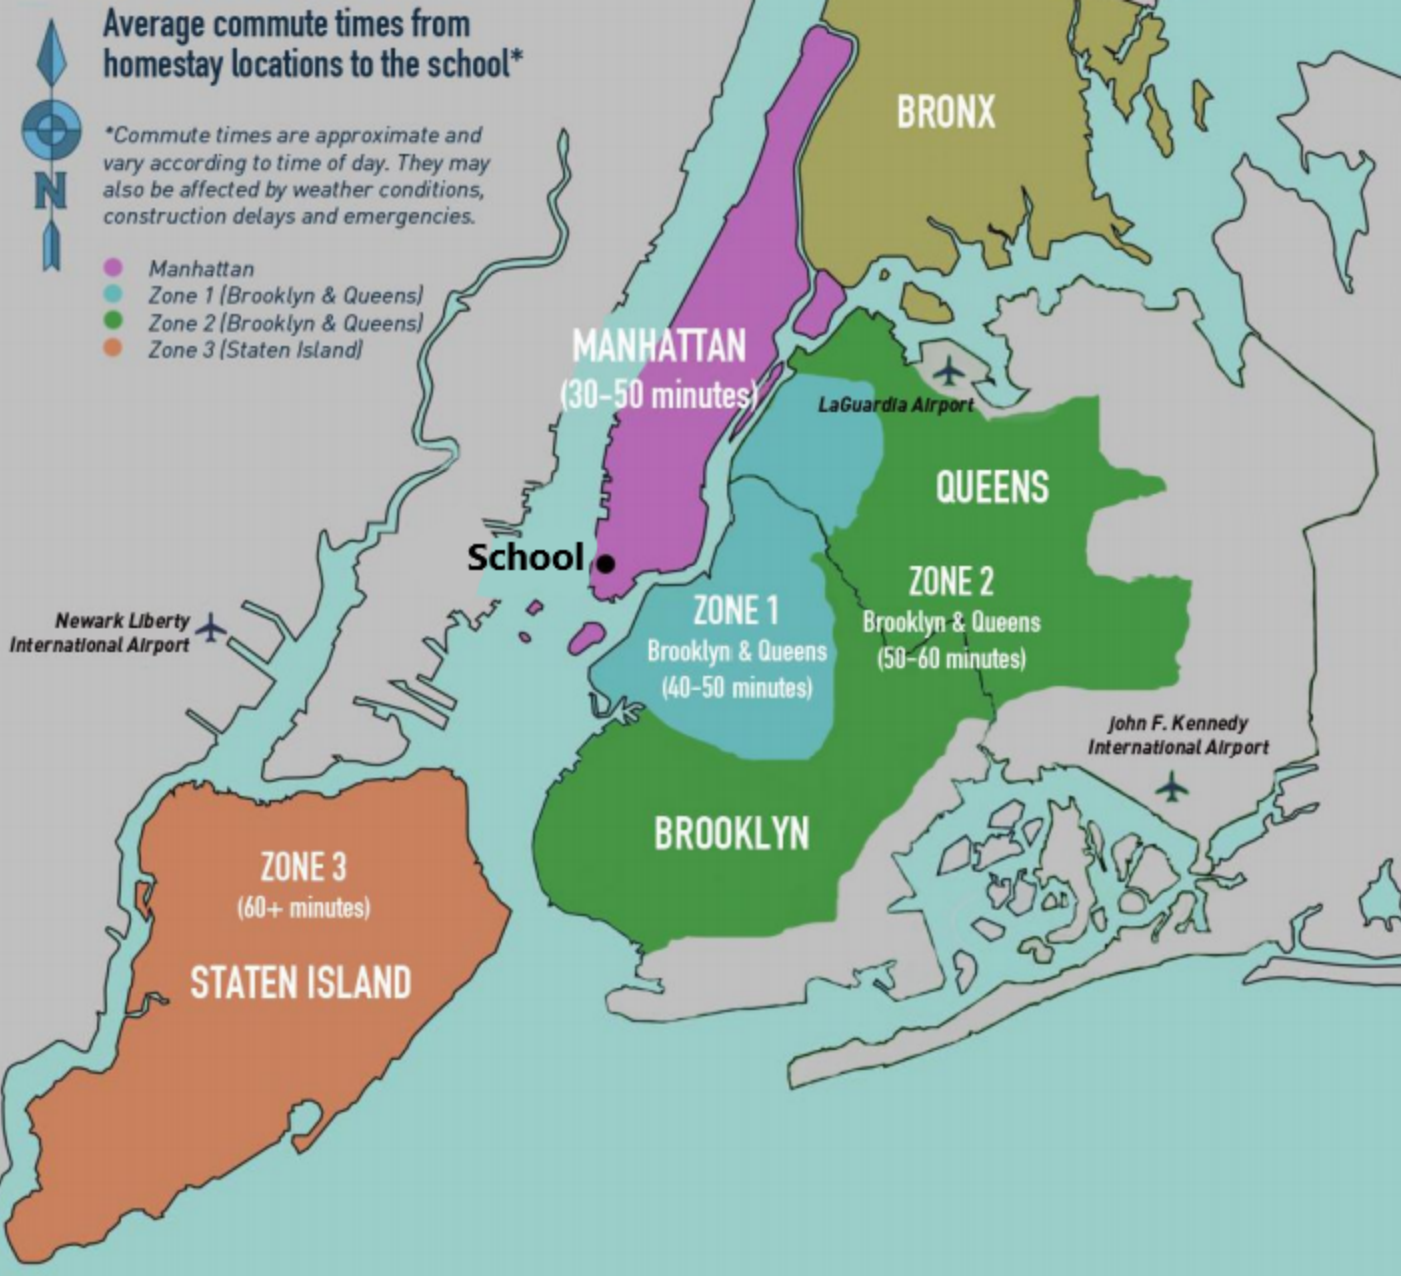 Average commute times from
homestay locations to the school*
*Commute times are approximate and
vary according to time of day. They may
also be affected by weather conditions,
construction delays and emergencies.
N
Manhattan
Zone 1 (Brooklyn & Queens)
Zone 2 (Brooklyn & Queens)
Zone 3 (Staten Island)
BRONX
MANHATTAN
(30-50 minutes)
LaGuardia Airport
QUEENS
School
ZONE 2
Brooklyn & Queens
(50-60 minutes)
ZONE 1
Brooklyn & Queens
(40-50 minutes)
Newark Liberty
International Airport
John F. Kennedy
International Airport
BROOKLYN
ZONE 3
(60+ minutes)
STATEN ISLAND